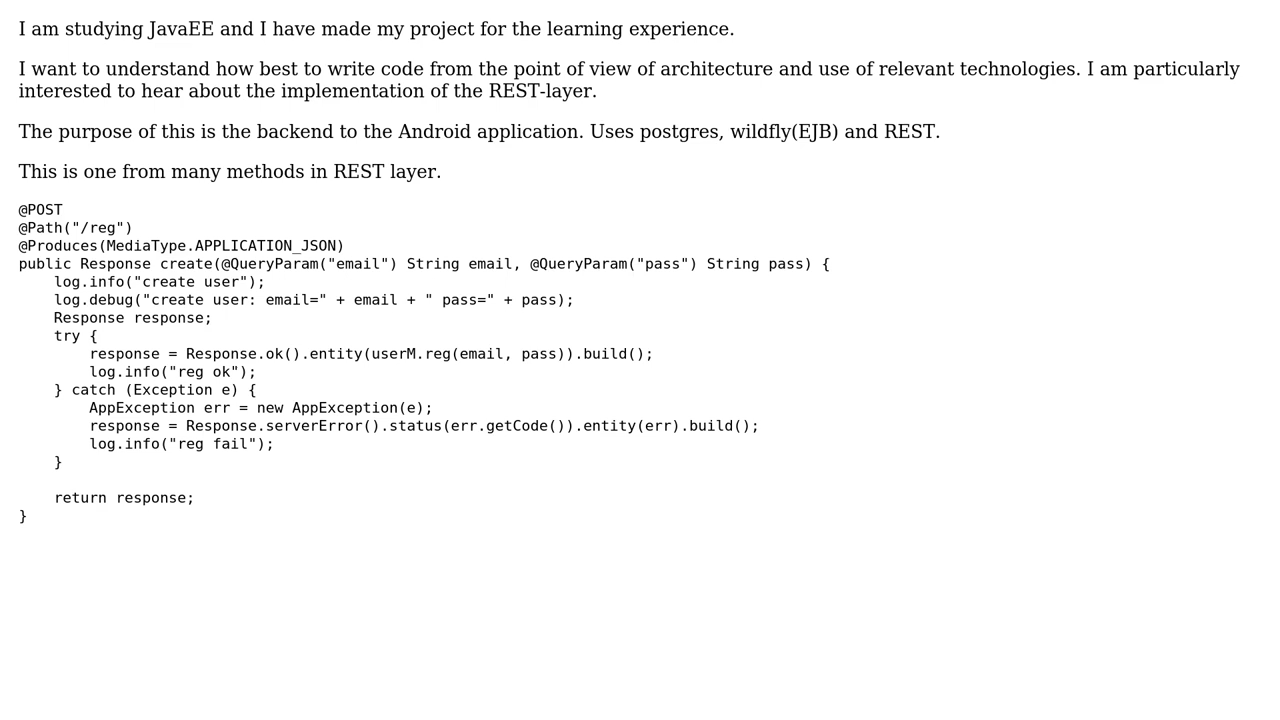 I am studying JavaEE and I have made my project for the learning experience.
I want to understand how best to write code from the point of view of architecture and use of relevant technologies. I am particularly
interested to hear about the implementation of the REST-layer.
The purpose of this is the backend to the Android application. Uses postgres, wildfly(EJB) and REST.
This is one from many methods in REST layer.
@POST
@Path("/reg")
@Produces(MediaType.APPLICATION_JSON)
public Response create(@QueryParam("email") String email, @QueryParam("pass") String pass) {
    log.info("create user");
    log.debug("create user: email=" + email + " pass=" + pass);
    Response response;
    try {
        response = Response.ok().entity(userM.reg(email, pass)).build();
        log.info("reg ok");
    } catch (Exception e) {
        AppException err = new AppException(e);
        response = Response.serverError().status(err.getCode()).entity(err).build();
        log.info("reg fail");
    }
    return response;
}